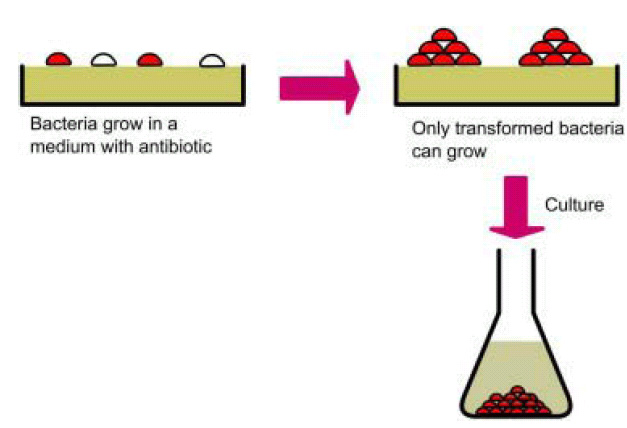 Bacteria grow in a
medium with antibiotic
Only transformed bacteria
can grow
Culture